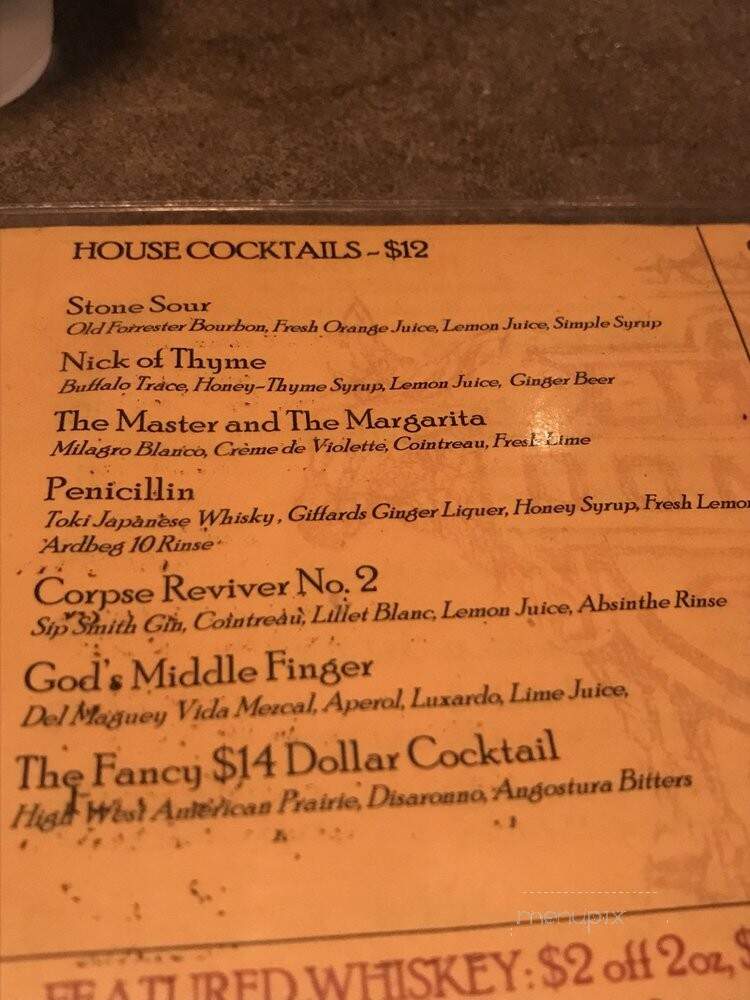 HOUSE COCKTAILS ~ $12
Stone Sour
Old Forrester Bourbon, Fresh Orange Juice, Lemon Juice, Simple Syrup
Nick of Thyme
Buffalo Trace, Honey-Thyme Syrup, Lemon Juice, Ginger Beer
The Master and The Margarita
Milagro Blanco, Crème de Violette, Cointreau, Fresh Lime
Penicillin
Toki Japanese Whisky, Giffards Ginger Liquer, Honey Syrup, Fresh Lemon
Ardbeg 10 Rinse
Corpse Reviver No. 2
Sip Smith Gin, Cointreau, Lillet Blanc, Lemon Juice, Absinthe Rinse
God's Middle Finger
Del Maguey Vida Mezcal, Aperol, Luxardo, Lime Juice,
The Fancy $14 Dollar Cocktail
High West American Prairie, Disaronno, Angostura Bitters
menupix
FEATURED WHISKEY: $2 off 2oz, $